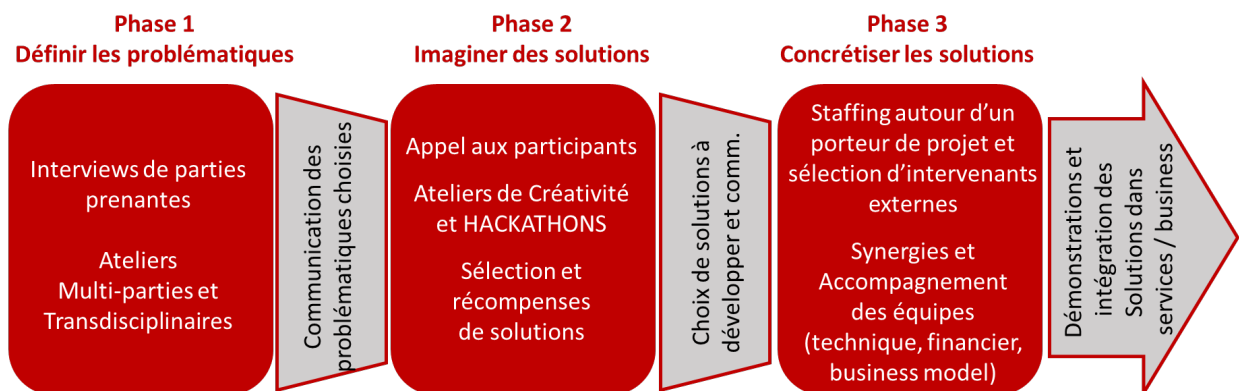 Phase 1
Définir les problématiques
Interviews de parties
prenantes
Ateliers
Multi-parties et
Transdisciplinaires
Communication des
problématiques choisies
Phase 2
Imaginer des solutions
Appel aux participants
Ateliers de Créativité
et HACKATHONS
Sélection et
récompenses
de solutions
Choix de solutions à
développer et comm.
Phase 3
Concrétiser les solutions
Staffing autour d’un
porteur de projet et
sélection d’intervenants
externes
Synergies et
Accompagnement
des équipes
(technique, financier,
business model)
Démonstrations et
intégration des
Solutions dans
services / business